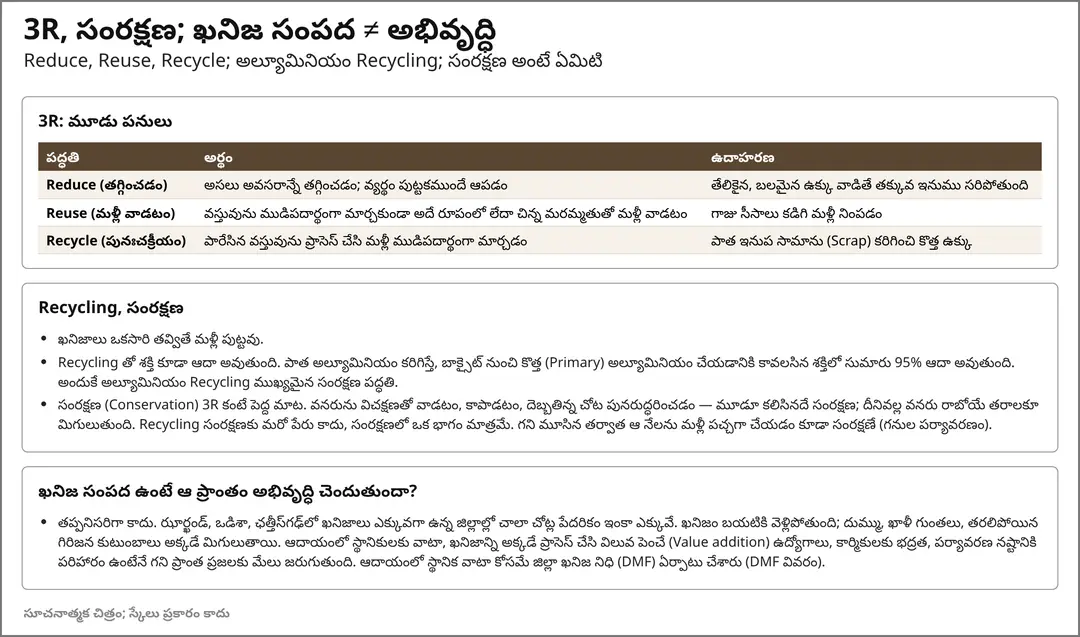 3R, సంరక్షణ; ఖనిజ సంపద ≠ అభివృద్ధి
Reduce, Reuse, Recycle; అల్యూమినియం Recycling; సంరక్షణ అంటే ఏమిటి
3R: మూడు పనులు
పద్ధతి అర్థం ఉదాహరణ
Reduce (తగ్గించడం) అసలు అవసరాన్నే తగ్గించడం; వ్యర్థం పుట్టకముందే ఆపడం తేలికైన, బలమైన ఉక్కు వాడితే తక్కువ ఇనుము సరిపోతుంది
Reuse (మళ్లీ వాడటం) వస్తువును ముడిపదార్థంగా మార్చకుండా అదే రూపంలో లేదా చిన్న మరమ్మతుతో మళ్లీ వాడటం గాజు సీసాలు కడిగి మళ్లీ నింపడం
Recycle (పునఃచక్రీయం) పారేసిన వస్తువును ప్రాసెస్ చేసి మళ్లీ ముడిపదార్థంగా మార్చడం పాత ఇనుప సామాను (Scrap) కరిగించి కొత్త ఉక్కు
Recycling, సంరక్షణ
• ఖనిజాలు ఒకసారి తవ్వితే మళ్లీ పుట్టవు.
• Recycling తో శక్తి కూడా ఆదా అవుతుంది. పాత అల్యూమినియం కరిగిస్తే, బాక్సైట్ నుంచి కొత్త (Primary) అల్యూమినియం చేయడానికి కావలసిన శక్తిలో సుమారు 95% ఆదా అవుతుంది.
అందుకే అల్యూమినియం Recycling ముఖ్యమైన సంరక్షణ పద్ధతి.
• సంరక్షణ (Conservation) 3R కంటే పెద్ద మాట. వనరును విచక్షణతో వాడటం, కాపాడటం, దెబ్బతిన్న చోట పునరుద్ధరించడం — మూడూ కలిసినదే సంరక్షణ; దీనివల్ల వనరు రాబోయే తరాలకూ
మిగులుతుంది. Recycling సంరక్షణకు మరో పేరు కాదు, సంరక్షణలో ఒక భాగం మాత్రమే. గని మూసిన తర్వాత ఆ నేలను మళ్లీ పచ్చగా చేయడం కూడా సంరక్షణే (గనుల పర్యావరణం).
ఖనిజ సంపద ఉంటే ఆ ప్రాంతం అభివృద్ధి చెందుతుందా?
• తప్పనిసరిగా కాదు. ఝార్ఖండ్, ఒడిశా, ఛత్తీస్‌గఢ్‌లో ఖనిజాలు ఎక్కువగా ఉన్న జిల్లాల్లో చాలా చోట్ల పేదరికం ఇంకా ఎక్కువే. ఖనిజం బయటికి వెళ్లిపోతుంది; దుమ్ము, ఖాళీ గుంతలు, తరలిపోయిన
గిరిజన కుటుంబాలు అక్కడే మిగులుతాయి. ఆదాయంలో స్థానికులకు వాటా, ఖనిజాన్ని అక్కడే ప్రాసెస్ చేసి విలువ పెంచే (Value addition) ఉద్యోగాలు, కార్మికులకు భద్రత, పర్యావరణ నష్టానికి
పరిహారం ఉంటేనే గని ప్రాంత ప్రజలకు మేలు జరుగుతుంది. ఆదాయంలో స్థానిక వాటా కోసమే జిల్లా ఖనిజ నిధి (DMF) ఏర్పాటు చేశారు (DMF వివరం).
సూచనాత్మక చిత్రం; స్కేలు ప్రకారం కాదు